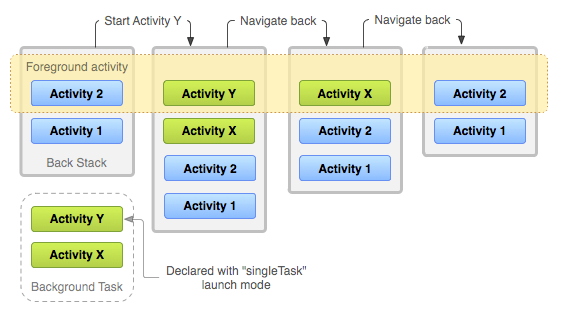 Start Activity Y
Navigate back
Navigate back
Foreground activity
Activity 2
Activity 1
Back Stack
Activity Y
Activity X
Activity 2
Activity 1
Activity X
Activity 2
Activity 1
Activity 2
Activity 1
Activity Y
Activity X
Background Task
Declared with "singleTask"
launch mode